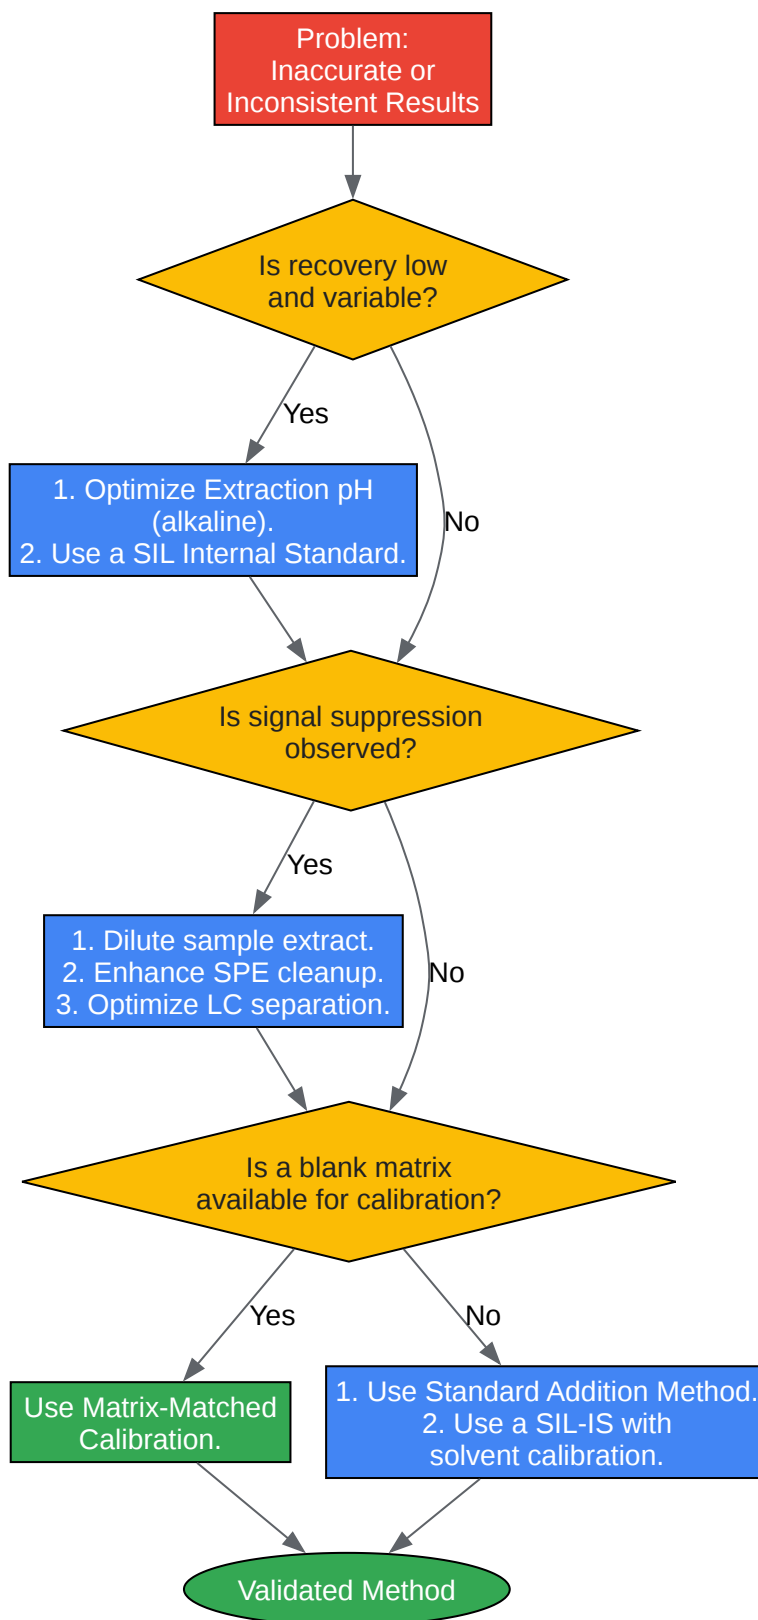 Problem:
Inaccurate or
Inconsistent Results
Is recovery low
and variable?
Yes
1. Optimize Extraction pH
(alkaline).
2. Use a SIL Internal Standard.
No
Is signal suppression
observed?
Yes
1. Dilute sample extract.
2. Enhance SPE cleanup.
3. Optimize LC separation.
No
Is a blank matrix
available for calibration?
Yes
No
Use Matrix-Matched
Calibration.
1. Use Standard Addition Method.
2. Use a SIL-IS with
solvent calibration.
Validated Method